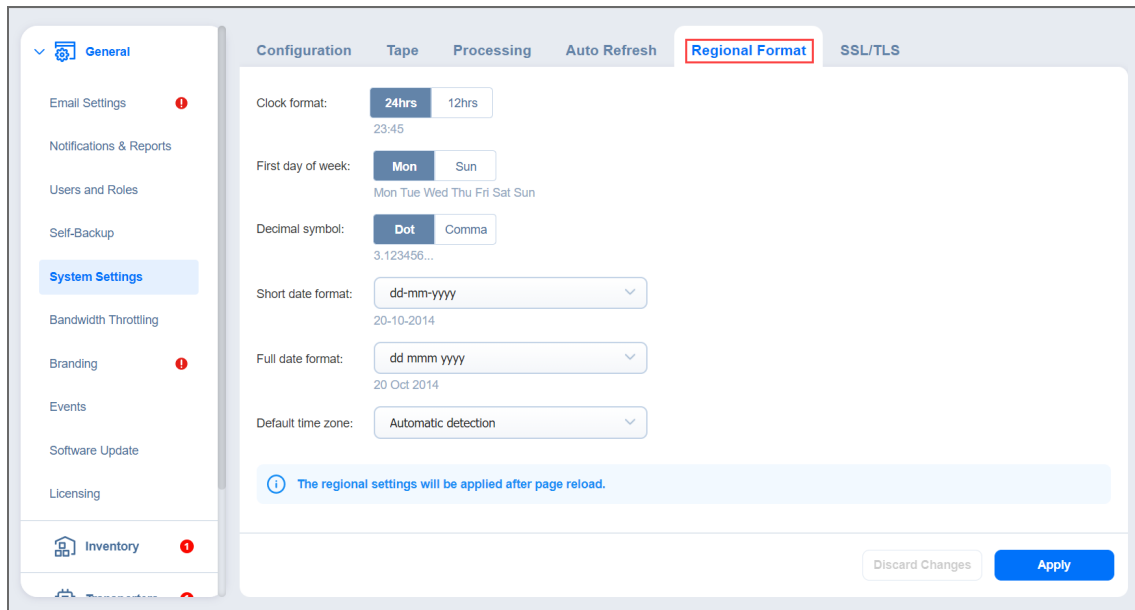 General
Email Settings
Notifications & Reports
Users and Roles
Self-Backup
System Settings
Bandwidth Throttling
Branding
Events
Software Update
Licensing
Inventory 1
Configuration Tape Processing Auto Refresh Regional Format SSL/TLS
Clock format: 24hrs 12hrs
23:45
First day of week: Mon Sun
Mon Tue Wed Thu Fri Sat Sun
Decimal symbol: Dot Comma
3.123456...
Short date format: dd-mm-yyyy
20-10-2014
Full date format: dd mmm yyyy
20 Oct 2014
Default time zone: Automatic detection
The regional settings will be applied after page reload.
Discard Changes Apply